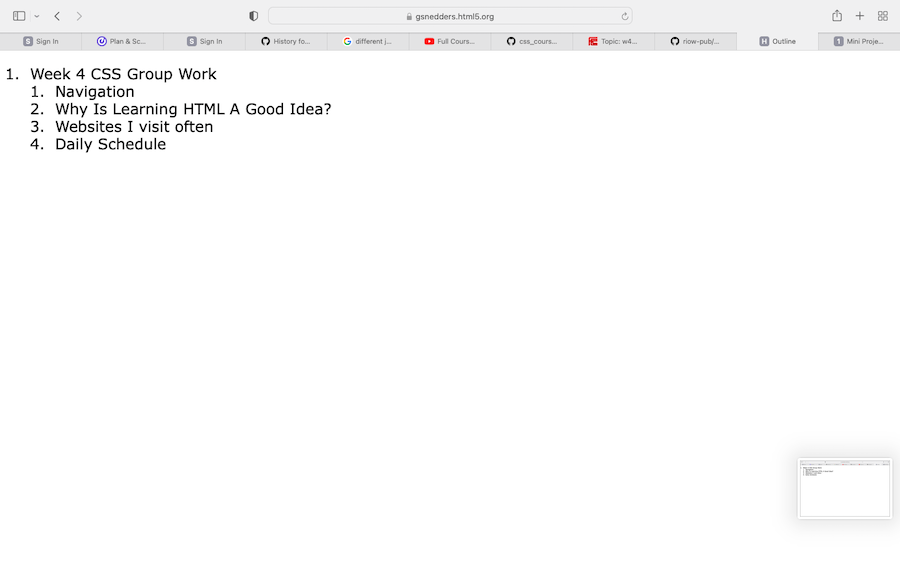 gsnedders.html5.org
S Sign In
Plan & Sc...
S Sign In
History fo...
G different j...
Full Cours...
css_cours...
Topic: w4...
riow-pub/...
H Outline
1 Mini Proje...
1. Week 4 CSS Group Work
1. Navigation
2. Why Is Learning HTML A Good Idea?
3. Websites I visit often
4. Daily Schedule